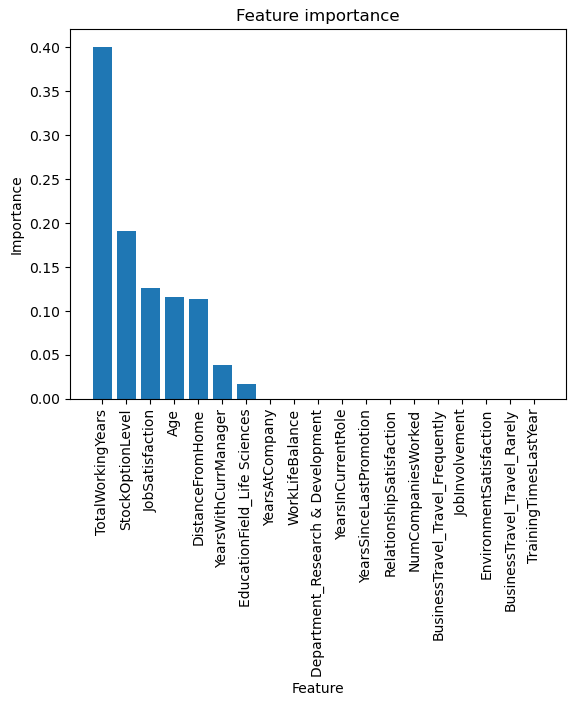 Feature importance
0.40
0.35
0.30
0.25
0.20
0.15
0.10
0.05
0.00
Importance
TotalWorkingYears
StockOptionLevel
JobSatisfaction
Age
DistanceFromHome
YearsWithCurrManager
EducationField_Life Sciences
YearsAtCompany
WorkLifeBalance
Department_Research & Development
YearsInCurrentRole
YearsSinceLastPromotion
RelationshipSatisfaction
NumCompaniesWorked
BusinessTravel_Travel_Frequently
JobInvolvement
EnvironmentSatisfaction
BusinessTravel_Travel_Rarely
TrainingTimesLastYear
Feature